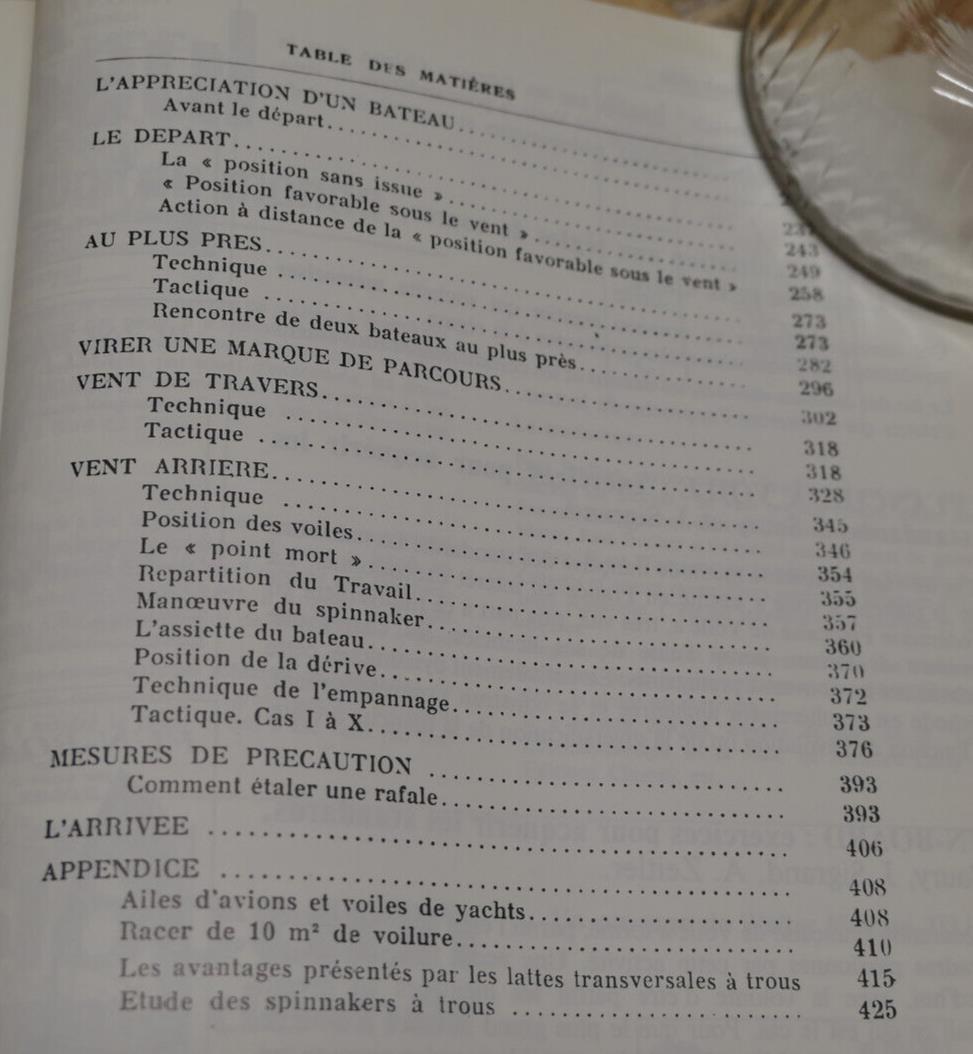 TABLE DES MATIÈRES
L'APPRECIATION D'UN BATEAU
Avant le départ
LE DEPART
La « position sans issue » 243
« Position favorable sous le vent » 249
Action à distance de la « position favorable sous le vent » 258
AU PLUS PRES 273
Technique 273
Tactique 282
Rencontre de deux bateaux au plus près 296
VIRER UNE MARQUE DE PARCOURS 302
VENT DE TRAVERS 318
Technique 318
Tactique 328
VENT ARRIERE 345
Technique 346
Position des voiles 354
Le « point mort » 355
Repartition du Travail 357
Manœuvre du spinnaker 360
L'assiette du bateau 370
Position de la dérive 372
Technique de l'empannage 373
Tactique. Cas I à X 376
MESURES DE PRECAUTION 393
Comment étaler une rafale 393
L'ARRIVEE 406
APPENDICE 408
Ailes d'avions et voiles de yachts 408
Racer de 10 m² de voilure 410
Les avantages présentés par les lattes transversales à trous 415
Etude des spinnakers à trous 425